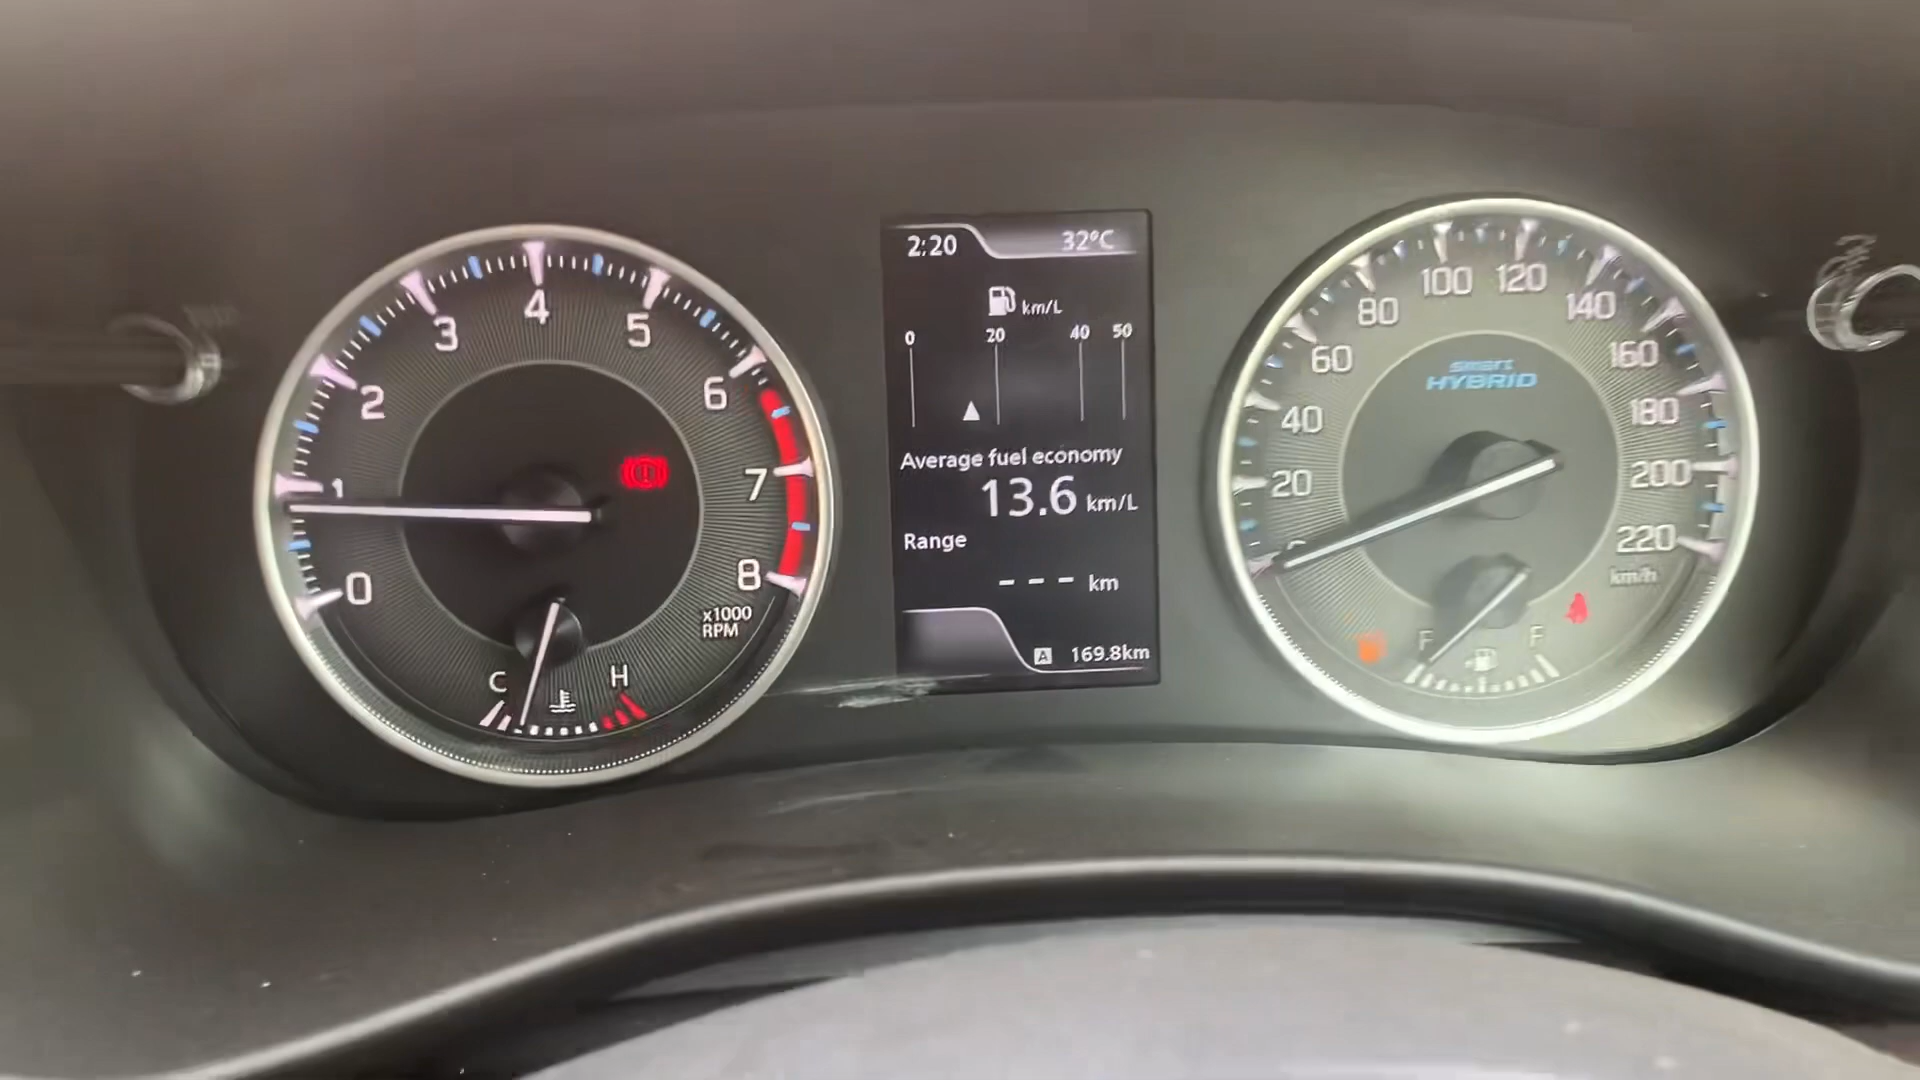 2:20
32°C
km/L
0 20 40 50
Average fuel economy
13.6 km/L
Range
--- km
A 169.8km
0
1
2
3
4
5
6
7
8
x1000
RPM
C
H
20
40
60
80
100
120
140
160
180
200
220
km/h
smart
HYBRID
F
F